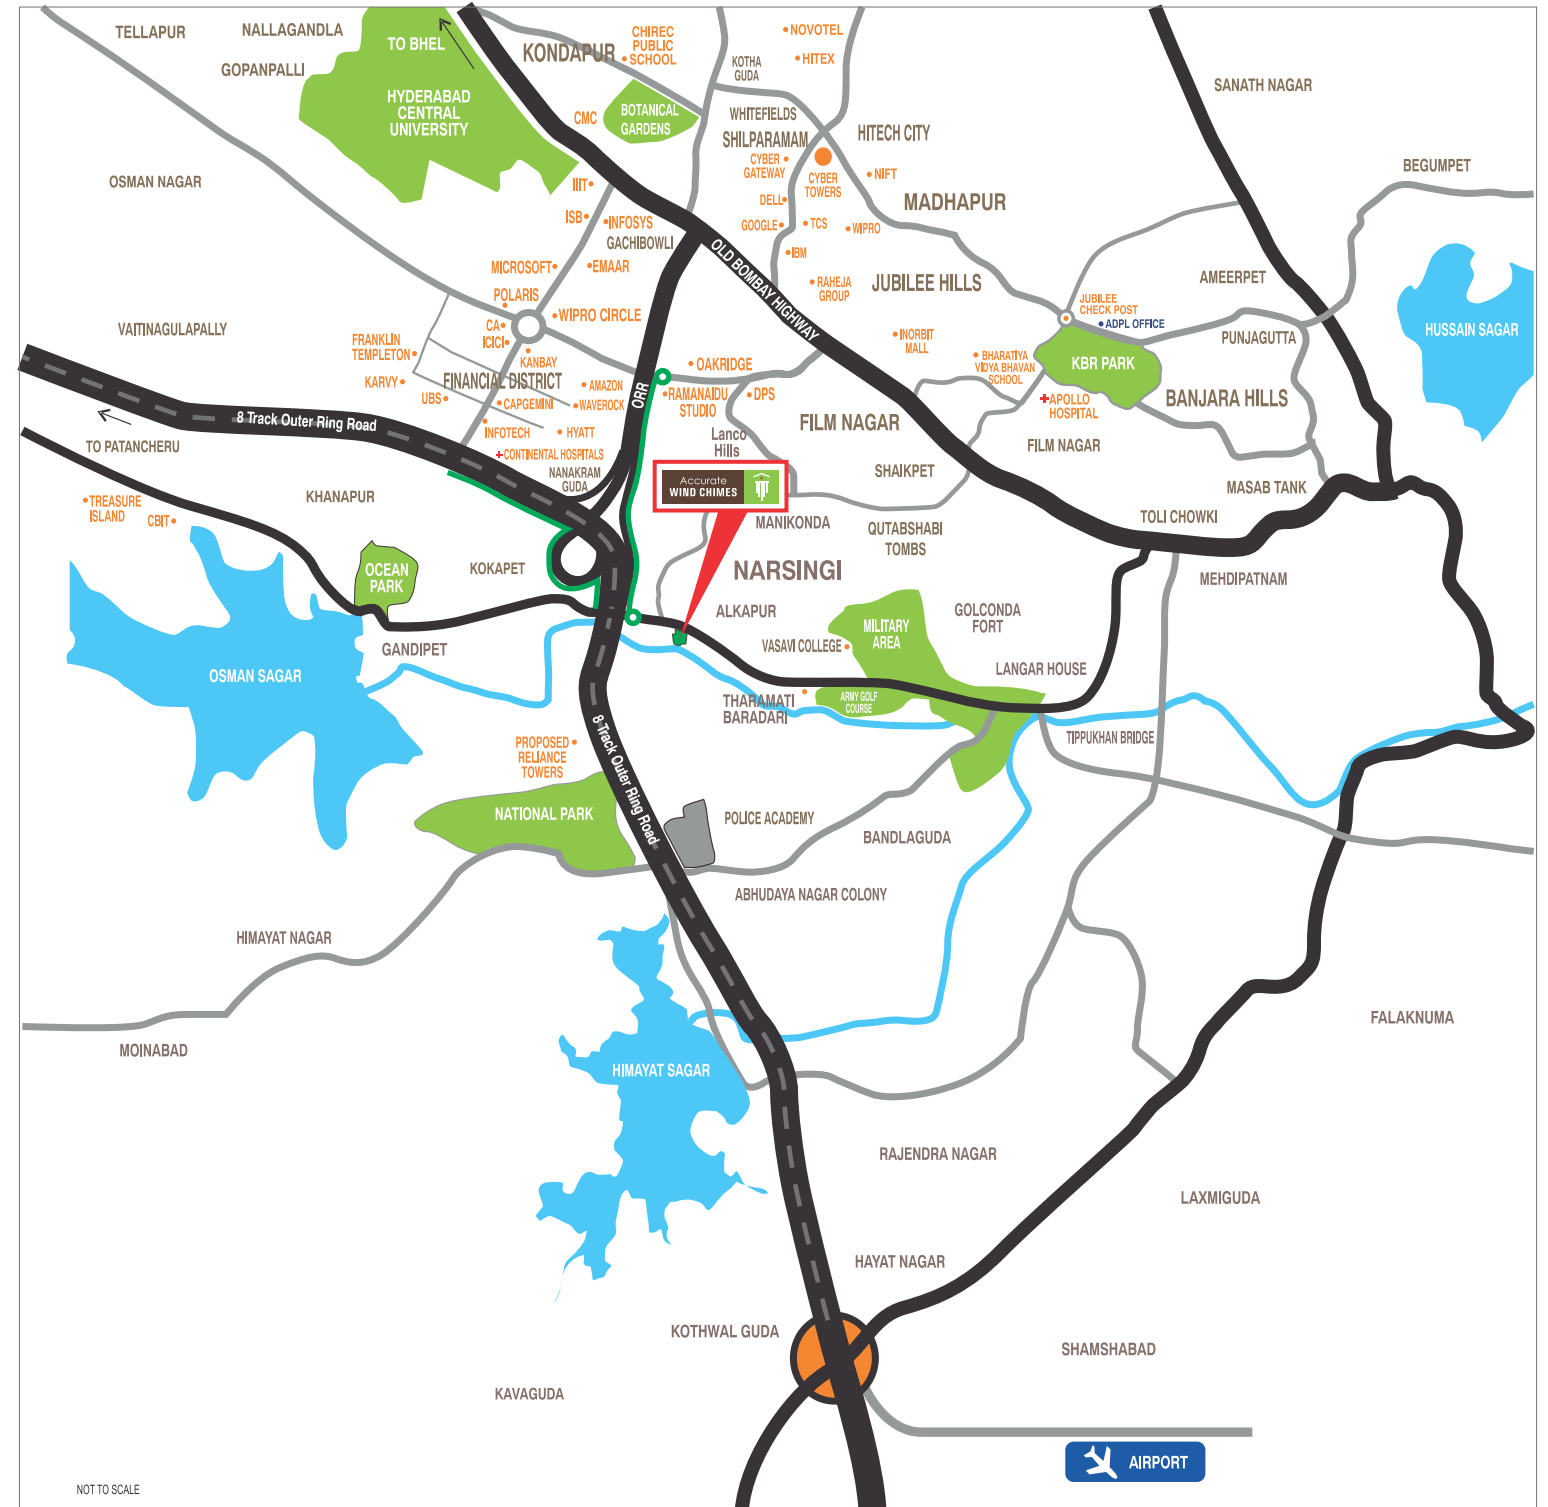 TELLAPUR
NALLAGANDLA
GOPANPALLI
TO BHEL
HYDERABAD
CENTRAL
UNIVERSITY
KONDAPUR
CHIREC
PUBLIC
SCHOOL
NOVOTEL
HITEX
KOTHA
GUDA
SANATH NAGAR
CMC
BOTANICAL
GARDENS
WHITEFIELDS
SHILPARAMAM
HITECH CITY
CYBER
GATEWAY
CYBER
TOWERS
NIFT
BEGUMPET
OSMAN NAGAR
IIIT
ISB
INFOSYS
GACHIBOWLI
DELL
GOOGLE
TCS
WIPRO
MADHAPUR
IBM
OLD BOMBAY HIGHWAY
MICROSOFT
EMAAR
POLARIS
RAHEJA
GROUP
JUBILEE HILLS
AMEERPET
JUBILEE
CHECK POST
ADPL OFFICE
PUNJAGUTTA
HUSSAIN SAGAR
VAITINAGULAPALLY
WIPRO CIRCLE
CA
ICICI
KANBAY
FRANKLIN
TEMPLETON
KARVY
UBS
FINANCIAL DISTRICT
AMAZON
CAPGEMINI
WAVEROCK
INFOTECH
HYATT
CONTINENTAL HOSPITALS
NANAKRAM
GUDA
ORR
OAKRIDGE
RAMANAIDU
STUDIO
DPS
INORBIT
MALL
BHARATIYA
VIDYA BHAVAN
SCHOOL
KBR PARK
APOLLO
HOSPITAL
BANJARA HILLS
FILM NAGAR
FILM NAGAR
Lanco
Hills
SHAIKPET
MASAB TANK
TOLI CHOWKI
8 Track Outer Ring Road
TO PATANCHERU
KHANAPUR
TREASURE
ISLAND
CBIT
Accurate
WIND CHIMES
MANIKONDA
QUTABSHABI
TOMBS
NARSINGI
MEHDIPATNAM
OCEAN
PARK
KOKAPET
ALKAPUR
GOLCONDA
FORT
MILITARY
AREA
VASAVI COLLEGE
GANDIPET
LANGAR HOUSE
OSMAN SAGAR
THARAMATI
BARADARI
ARMY GOLF
COURSE
TIPPUKHAN BRIDGE
PROPOSED
RELIANCE
TOWERS
8 Track Outer Ring Road
NATIONAL PARK
POLICE ACADEMY
BANDLAGUDA
ABHUDAYA NAGAR COLONY
HIMAYAT NAGAR
MOINABAD
FALAKNUMA
HIMAYAT SAGAR
RAJENDRA NAGAR
LAXMIGUDA
HAYAT NAGAR
KOTHWAL GUDA
SHAMSHABAD
KAVAGUDA
AIRPORT
NOT TO SCALE